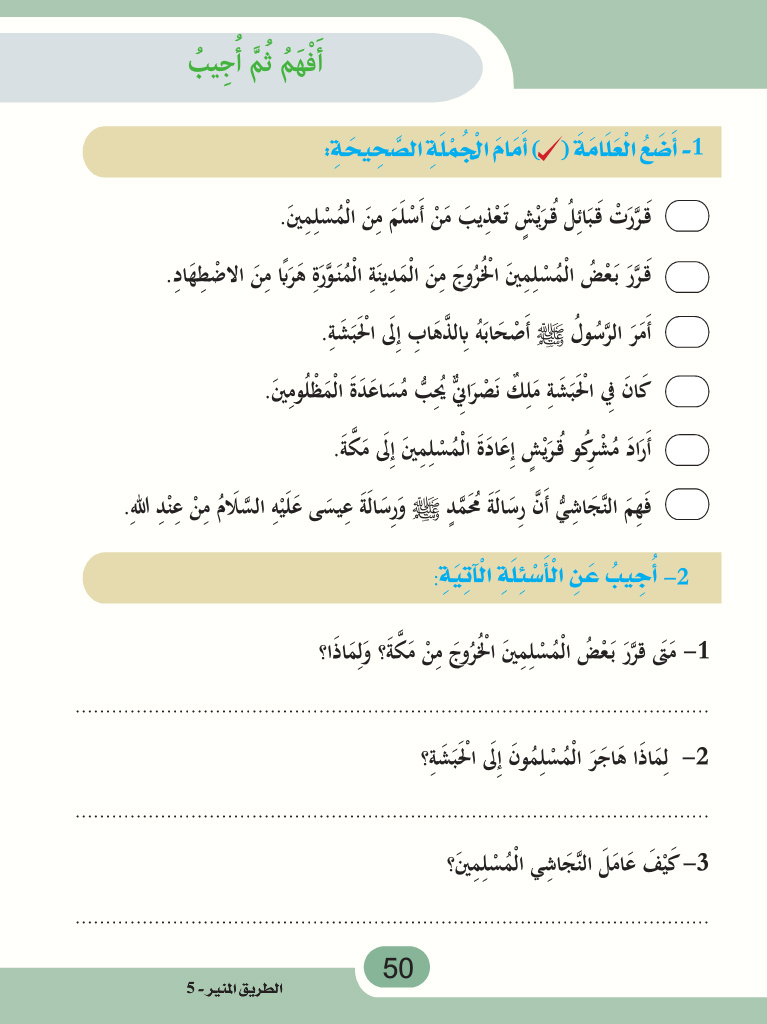 أَفْهَمُ ثُمَّ أُجِيبُ
1- أَضَعُ الْعَلَامَةَ (✓) أَمَامَ الْجُمْلَةِ الصَّحِيحَةِ:
قَرَّرَتْ قَبَائِلُ قُرَيْشٍ تَعْذِيبَ مَنْ أَسْلَمَ مِنَ الْمُسْلِمِينَ.
قَرَّرَ بَعْضُ الْمُسْلِمِينَ الْخُرُوجَ مِنَ الْمَدِينَةِ الْمُنَوَّرَةِ هَرَبًا مِنَ الاضْطِهَادِ.
أَمَرَ الرَّسُولُ ﷺ أَصْحَابَهُ بِالذَّهَابِ إِلَى الْحَبَشَةِ.
كَانَ فِي الْحَبَشَةِ مَلِكٌ نَصْرَانِيٌّ يُحِبُّ مُسَاعَدَةَ الْمَظْلُومِينَ.
أَرَادَ مُشْرِكُو قُرَيْشٍ إِعَادَةَ الْمُسْلِمِينَ إِلَى مَكَّةَ.
فَهِمَ النَّجَاشِيُّ أَنَّ رِسَالَةَ مُحَمَّدٍ ﷺ وَرِسَالَةَ عِيسَى عَلَيْهِ السَّلَامُ مِنْ عِنْدِ اللهِ.
2- أُجِيبُ عَنِ الْأَسْئِلَةِ الْآتِيَةِ:
1- مَتَى قَرَّرَ بَعْضُ الْمُسْلِمِينَ الْخُرُوجَ مِنْ مَكَّةَ؟ وَلِمَاذَا؟
2- لِمَاذَا هَاجَرَ الْمُسْلِمُونَ إِلَى الْحَبَشَةِ؟
3- كَيْفَ عَامَلَ النَّجَاشِي الْمُسْلِمِينَ؟
50
الطريق المنير - 5